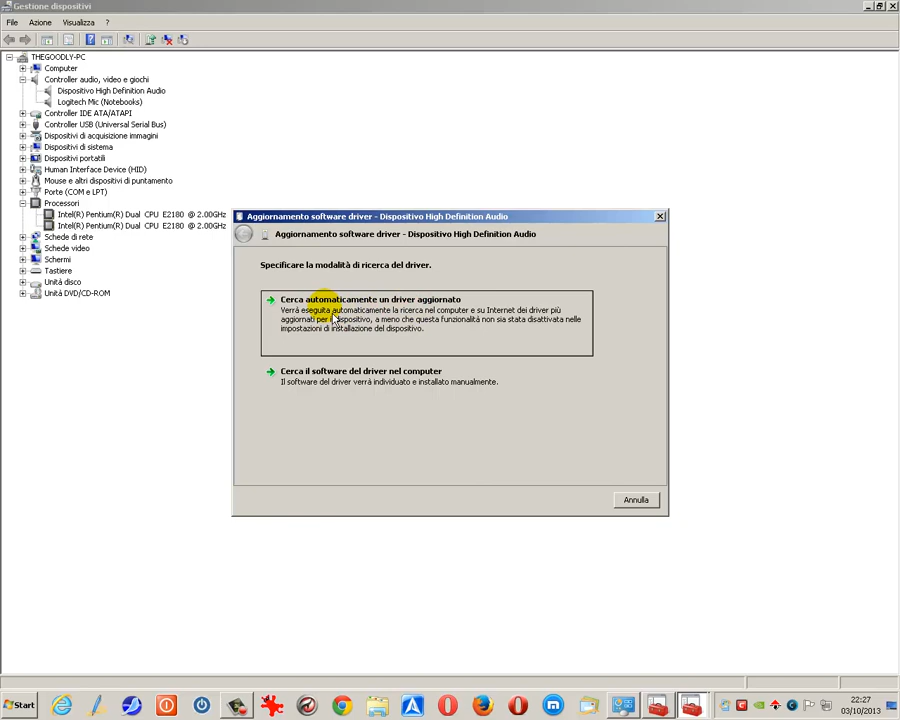 Gestione dispositivi
File Azione Visualizza ?
THEGOODLY-PC
Computer
Controller audio, video e giochi
Dispositivo High Definition Audio
Logitech Mic (Notebooks)
Controller IDE ATA/ATAPI
Controller USB (Universal Serial Bus)
Dispositivi di acquisizione immagini
Dispositivi di sistema
Dispositivi portatili
Human Interface Device (HID)
Mouse e altri dispositivi di puntamento
Porte (COM e LPT)
Processori
Intel(R) Pentium(R) Dual CPU E2180 @ 2.00GHz
Intel(R) Pentium(R) Dual CPU E2180 @ 2.00GHz
Schede di rete
Schede video
Schermi
Tastiere
Unità disco
Unità DVD/CD-ROM
Aggiornamento software driver - Dispositivo High Definition Audio
Aggiornamento software driver - Dispositivo High Definition Audio
Specificare la modalità di ricerca del driver.
Cerca automaticamente un driver aggiornato
Verrà eseguita automaticamente la ricerca nel computer e su Internet dei driver più
aggiornati per il dispositivo, a meno che questa funzionalità non sia stata disattivata nelle
impostazioni di installazione del dispositivo.
Cerca il software del driver nel computer
Il software del driver verrà individuato e installato manualmente.
Annulla
Start
22:27
03/10/2013